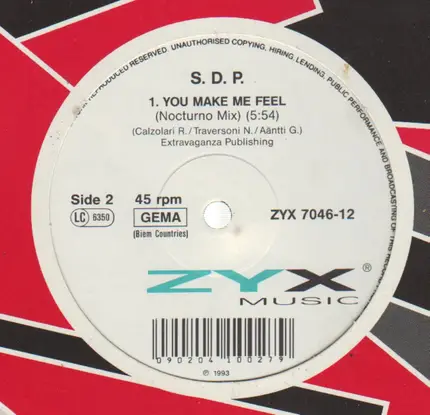 IN REPRODUCED RESERVED. UNAUTHORISED COPYING, HIRING, LENDING, PUBLIC PERFORMANCE AND BROADCASTING OF THIS RECORD
S. D. P.
1. YOU MAKE ME FEEL
(Nocturno Mix) (5:54)
(Calzolari R./Traversoni N./Aäntti G.)
Extravaganza Publishing
Side 2 45 rpm
LC 6350 GEMA ZYX 7046-12
(Biem Countries)
ZYX®
MUSIC
090204 100279
℗ 1993